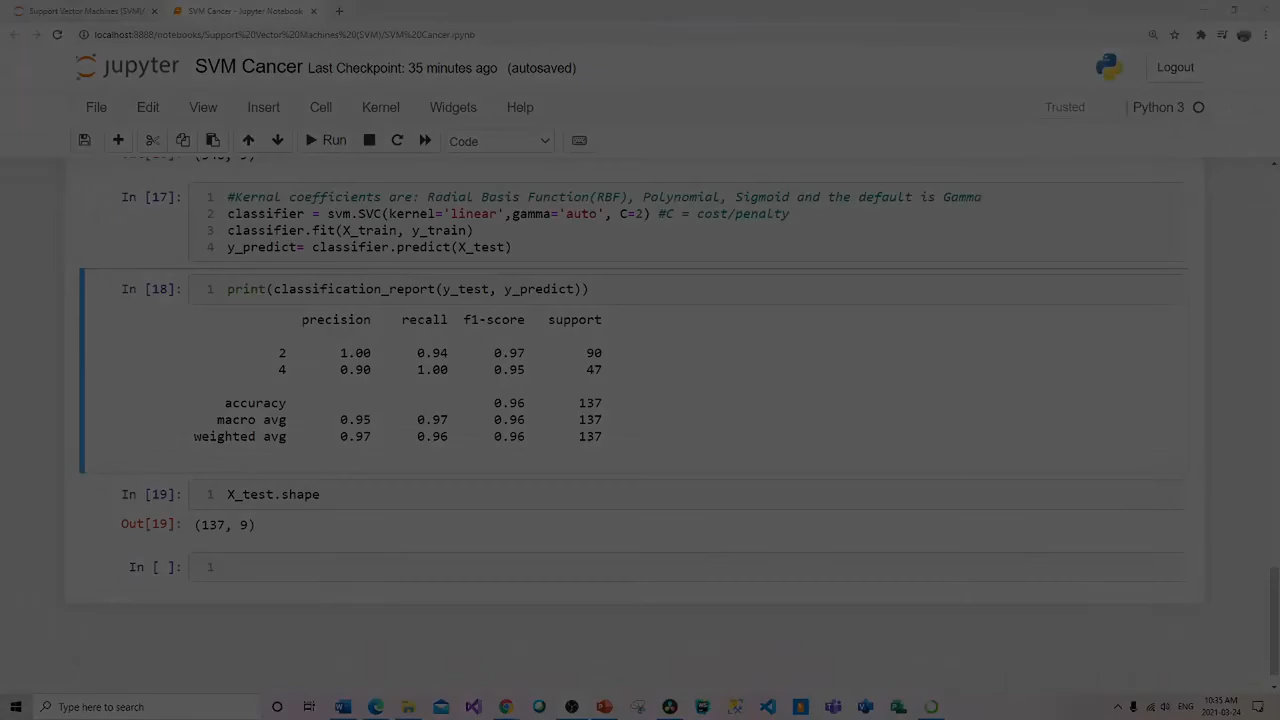 Support Vector Machines (SVM)/
SVM Cancer - Jupyter Notebook
localhost:8888/notebooks/Support%20Vector%20Machines%20(SVM)/SVM%20Cancer.ipynb
jupyter SVM Cancer Last Checkpoint: 35 minutes ago (autosaved)
Logout
File Edit View Insert Cell Kernel Widgets Help
Trusted
Python 3
Run
Code
In [17]:
1 #Kernal coefficients are: Radial Basis Function(RBF), Polynomial, Sigmoid and the default is Gamma
2 classifier = svm.SVC(kernel='linear',gamma='auto', C=2) #C = cost/penalty
3 classifier.fit(X_train, y_train)
4 y_predict= classifier.predict(X_test)
In [18]:
1 print(classification_report(y_test, y_predict))
precision recall f1-score support
2 1.00 0.94 0.97 90
4 0.90 1.00 0.95 47
accuracy 0.96 137
macro avg 0.95 0.97 0.96 137
weighted avg 0.97 0.96 0.96 137
In [19]:
1 X_test.shape
Out[19]: (137, 9)
In [ ]:
1
Type here to search
ENG
10:35 AM
2021-03-24